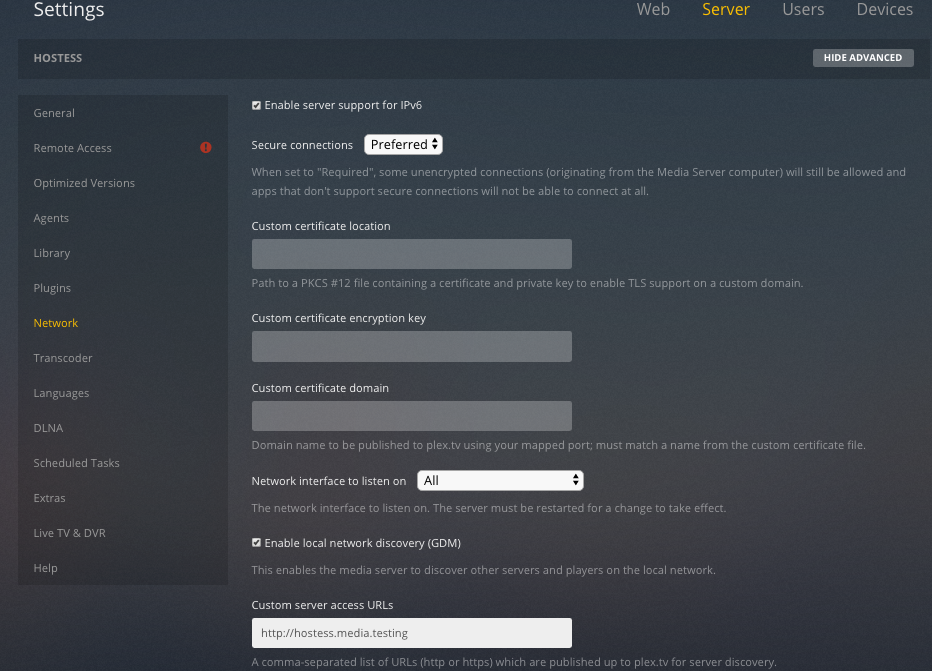 Settings
Web Server Users Devices
HOSTESS
HIDE ADVANCED
General
Remote Access
Optimized Versions
Agents
Library
Plugins
Network
Transcoder
Languages
DLNA
Scheduled Tasks
Extras
Live TV & DVR
Help
Enable server support for IPv6
Secure connections Preferred
When set to "Required", some unencrypted connections (originating from the Media Server computer) will still be allowed and
apps that don't support secure connections will not be able to connect at all.
Custom certificate location
Path to a PKCS #12 file containing a certificate and private key to enable TLS support on a custom domain.
Custom certificate encryption key
Custom certificate domain
Domain name to be published to plex.tv using your mapped port; must match a name from the custom certificate file.
Network interface to listen on All
The network interface to listen on. The server must be restarted for a change to take effect.
Enable local network discovery (GDM)
This enables the media server to discover other servers and players on the local network.
Custom server access URLs
http://hostess.media.testing
A comma-separated list of URLs (http or https) which are published up to plex.tv for server discovery.